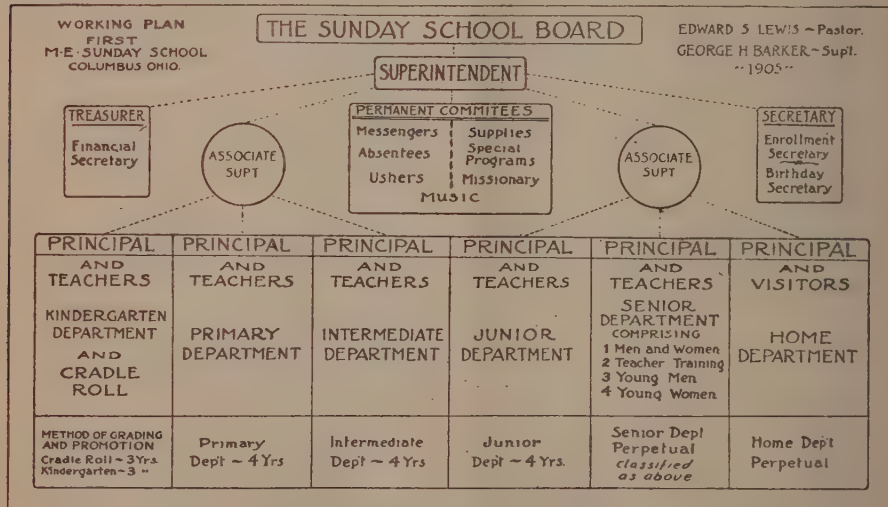 WORKING PLAN
FIRST
M·E·SUNDAY SCHOOL
COLUMBUS OHIO.
THE SUNDAY SCHOOL BOARD
EDWARD S LEWIS ~ Pastor.
GEORGE H BARKER ~ Supt.
"1905"
SUPERINTENDENT
TREASURER
Financial
Secretary
ASSOCIATE
SUPT
PERMANENT COMMITEES
Messengers
Absentees
Ushers
Supplies
Special
Programs
Missionary
MUSIC
ASSOCIATE
SUPT
SECRETARY
Enrollment
Secretary
Birthday
Secretary
PRINCIPAL
AND
TEACHERS
KINDERGARTEN
DEPARTMENT
AND
CRADLE
ROLL
METHOD OF GRADING
AND PROMOTION
Cradle Roll ~ 3 Yrs.
Kindergarten ~ 3 "
PRINCIPAL
AND
TEACHERS
PRIMARY
DEPARTMENT
Primary
Dep't ~ 4 Yrs
PRINCIPAL
AND
TEACHERS
INTERMEDIATE
DEPARTMENT
Intermediate
Dept ~ 4 Yrs
PRINCIPAL
AND
TEACHERS
JUNIOR
DEPARTMENT
Junior
Dep't ~ 4 Yrs.
PRINCIPAL
AND
TEACHERS
SENIOR
DEPARTMENT
COMPRISING
1 Men and Women
2 Teacher Training
3 Young Men
4 Young Women
Senior Dept
Perpetual
classified
as above
PRINCIPAL
AND
VISITORS
HOME
DEPARTMENT
Home Dep't
Perpetual